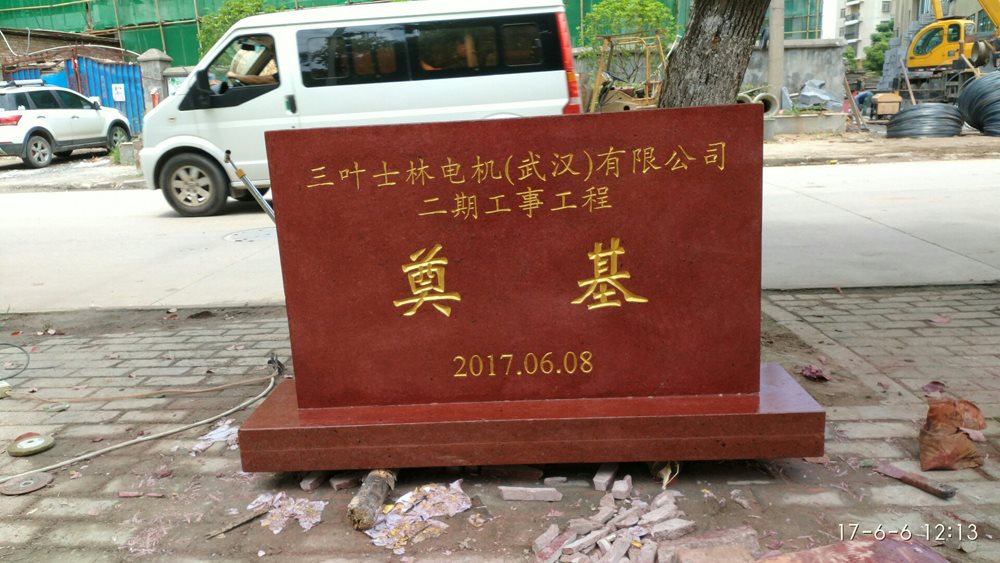 三叶士林电机(武汉)有限公司
二期工事工程
奠 基
2017.06.08
17-6-6 12:13